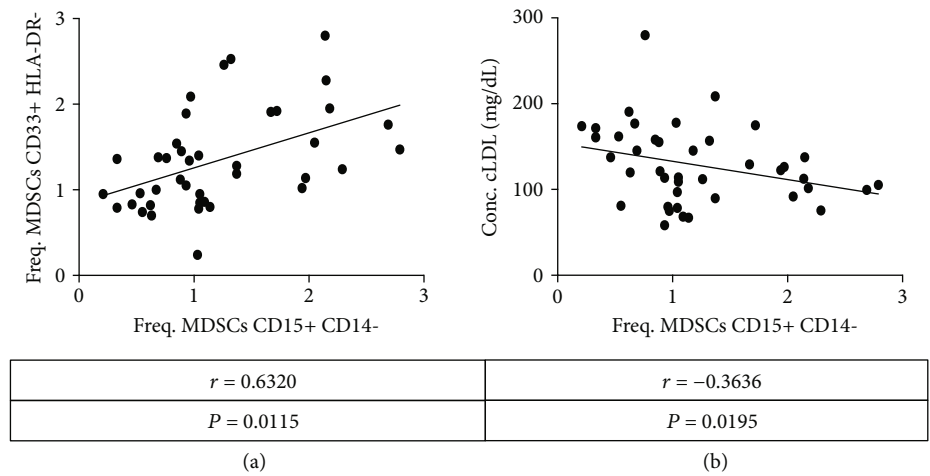 3
2
1
0
Freq. MDSCs CD33+ HLA-DR-
0 1 2 3
Freq. MDSCs CD15+ CD14-
300
200
100
0
Conc. cLDL (mg/dL)
0 1 2 3
Freq. MDSCs CD15+ CD14-
r = 0.6320
r = −0.3636
P = 0.0115
P = 0.0195
(a)
(b)